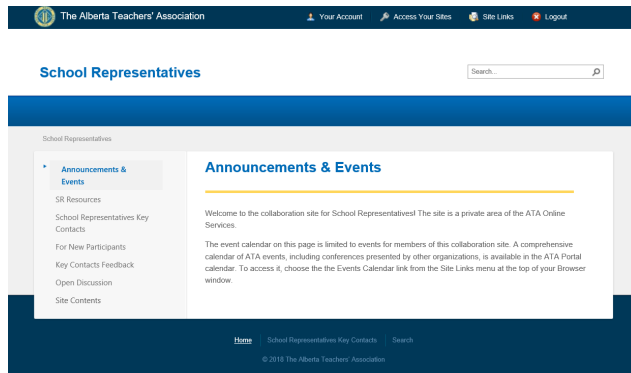 The Alberta Teachers' Association
Your Account
Access Your Sites
Site Links
Logout
School Representatives
Search...
School Representatives
Announcements &
Events
SR Resources
School Representatives Key
Contacts
For New Participants
Key Contacts Feedback
Open Discussion
Site Contents
Announcements & Events
Welcome to the collaboration site for School Representatives! The site is a private area of the ATA Online
Services.
The event calendar on this page is limited to events for members of this collaboration site. A comprehensive
calendar of ATA events, including conferences presented by other organizations, is available in the ATA Portal
calendar. To access it, choose the the Events Calendar link from the Site Links menu at the top of your Browser
window.
Home
School Representatives Key Contacts
Search
© 2018 The Alberta Teachers' Association